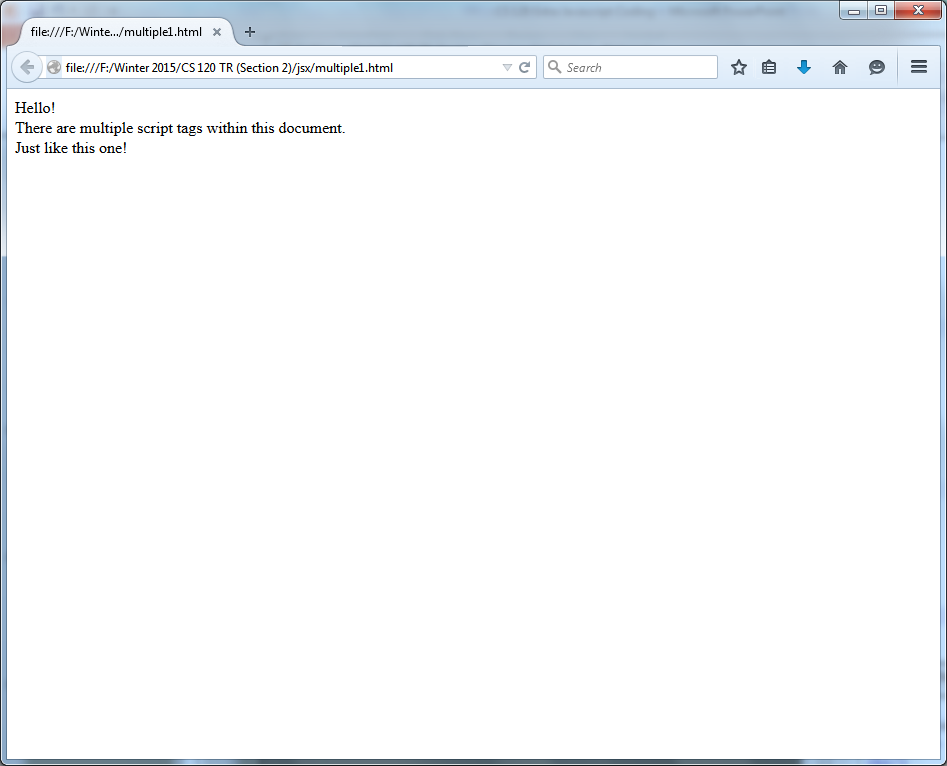 file:///F:/Winte.../multiple1.html
file:///F:/Winter 2015/CS 120 TR (Section 2)/jsx/multiple1.html
Search
Hello!
There are multiple script tags within this document.
Just like this one!